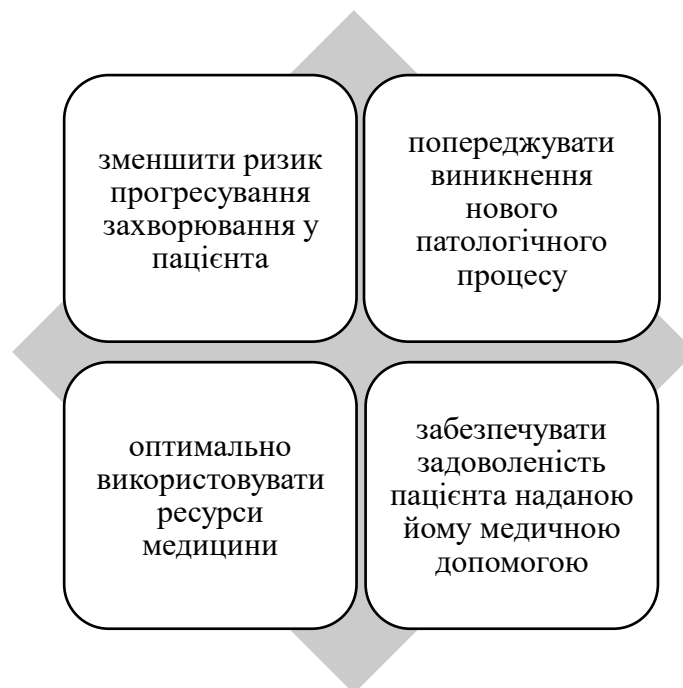 зменшити ризик
прогресування
захворювання у
пацієнта
попереджувати
виникнення
нового
патологічного
процесу
оптимально
використовувати
ресурси
медицини
забезпечувати
задоволеність
пацієнта наданою
йому медичною
допомогою